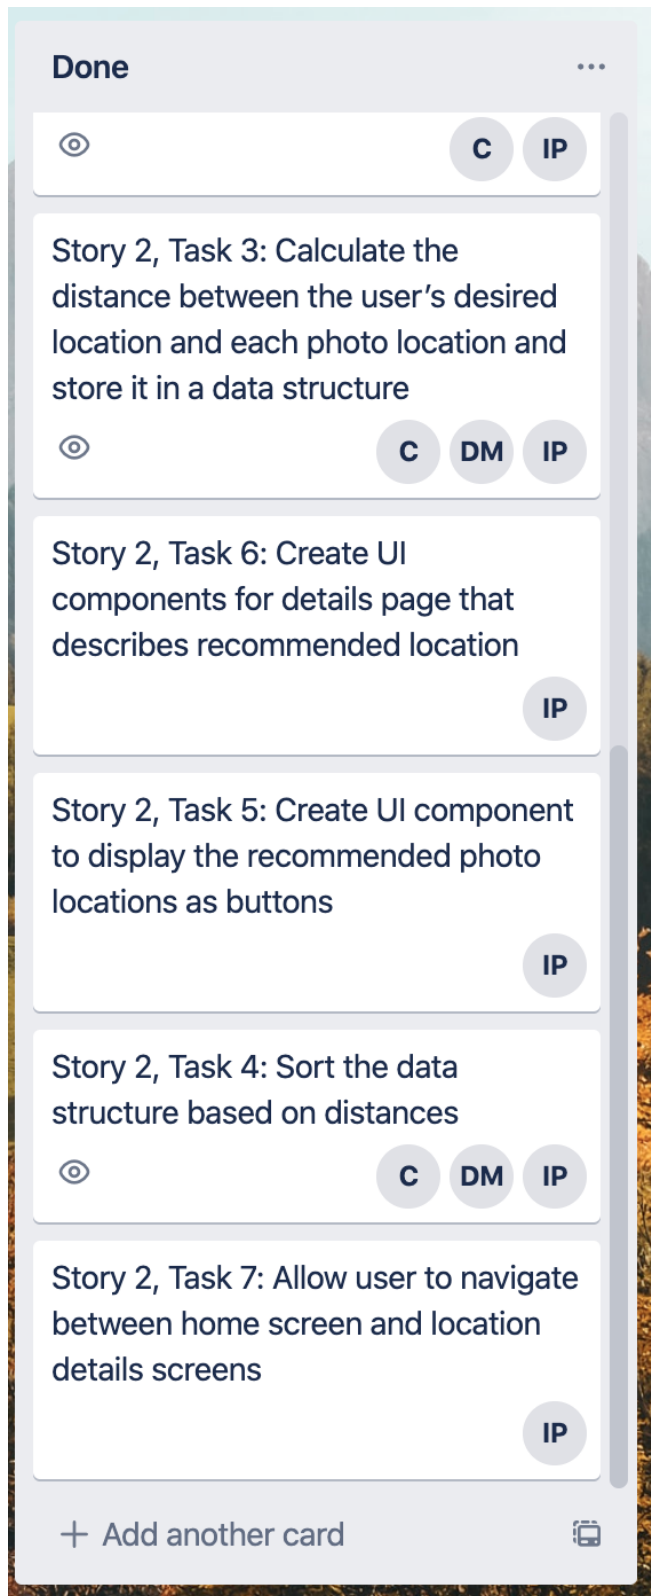 Done
C IP
Story 2, Task 3: Calculate the
distance between the user’s desired
location and each photo location and
store it in a data structure
C DM IP
Story 2, Task 6: Create UI
components for details page that
describes recommended location
IP
Story 2, Task 5: Create UI component
to display the recommended photo
locations as buttons
IP
Story 2, Task 4: Sort the data
structure based on distances
C DM IP
Story 2, Task 7: Allow user to navigate
between home screen and location
details screens
IP
+ Add another card